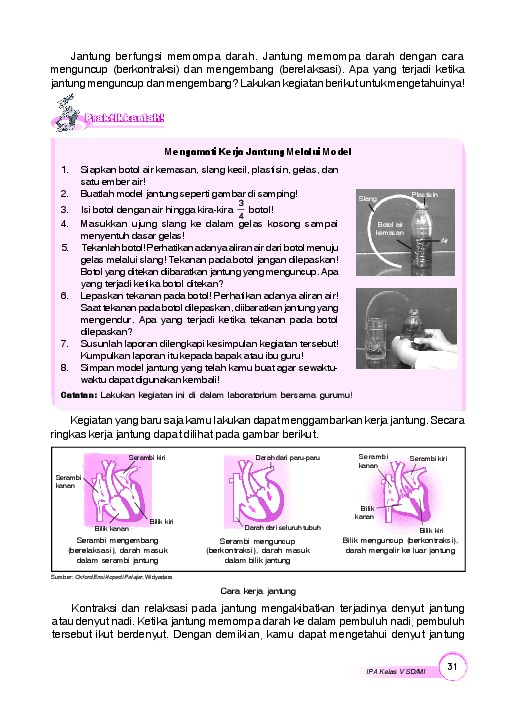 Jantung berfungsi memompa darah. Jantung memompa darah dengan cara
menguncup (berkontraksi) dan mengembang (berelaksasi). Apa yang terjadi ketika
jantung menguncup dan mengembang? Lakukan kegiatan berikut untuk mengetahuinya!
Praktikkanlah!
Mengamati Kerja Jantung Melalui Model
1. Siapkan botol air kemasan, slang kecil, plastisin, gelas, dan
satu ember air!
2. Buatlah model jantung seperti gambar di samping!
3. Isi botol dengan air hingga kira-kira 3/4 botol!
4. Masukkan ujung slang ke dalam gelas kosong sampai
menyentuh dasar gelas!
5. Tekanlah botol! Perhatikan adanya aliran air dari botol menuju
gelas melalui slang! Tekanan pada botol jangan dilepaskan!
Botol yang ditekan diibaratkan jantung yang menguncup. Apa
yang terjadi ketika botol ditekan?
6. Lepaskan tekanan pada botol! Perhatikan adanya aliran air!
Saat tekanan pada botol dilepaskan, diibaratkan jantung yang
mengendur. Apa yang terjadi ketika tekanan pada botol
dilepaskan?
7. Susunlah laporan dilengkapi kesimpulan kegiatan tersebut!
Kumpulkan laporan itu kepada bapak atau ibu guru!
8. Simpan model jantung yang telah kamu buat agar sewaktu-
waktu dapat digunakan kembali!
Catatan: Lakukan kegiatan ini di dalam laboratorium bersama gurumu!
Slang
Plastisin
Botol air
kemasan
Air
Kegiatan yang baru saja kamu lakukan dapat menggambarkan kerja jantung. Secara
ringkas kerja jantung dapat dilihat pada gambar berikut.
Serambi kiri
Serambi
kanan
Bilik kiri
Bilik kanan
Serambi mengembang
(berelaksasi), darah masuk
dalam serambi jantung
Darah dari paru-paru
Darah dari seluruh tubuh
Serambi menguncup
(berkontraksi), darah masuk
dalam bilik jantung
Serambi
kanan
Serambi kiri
Bilik
kanan
Bilik kiri
Bilik menguncup (berkontraksi),
darah mengalir ke luar jantung
Sumber: Oxford Ensiklopedi Pelajar, Widyadara
Cara kerja jantung
Kontraksi dan relaksasi pada jantung mengakibatkan terjadinya denyut jantung
atau denyut nadi. Ketika jantung memompa darah ke dalam pembuluh nadi, pembuluh
tersebut ikut berdenyut. Dengan demikian, kamu dapat mengetahui denyut jantung
IPA Kelas V SD/MI
31